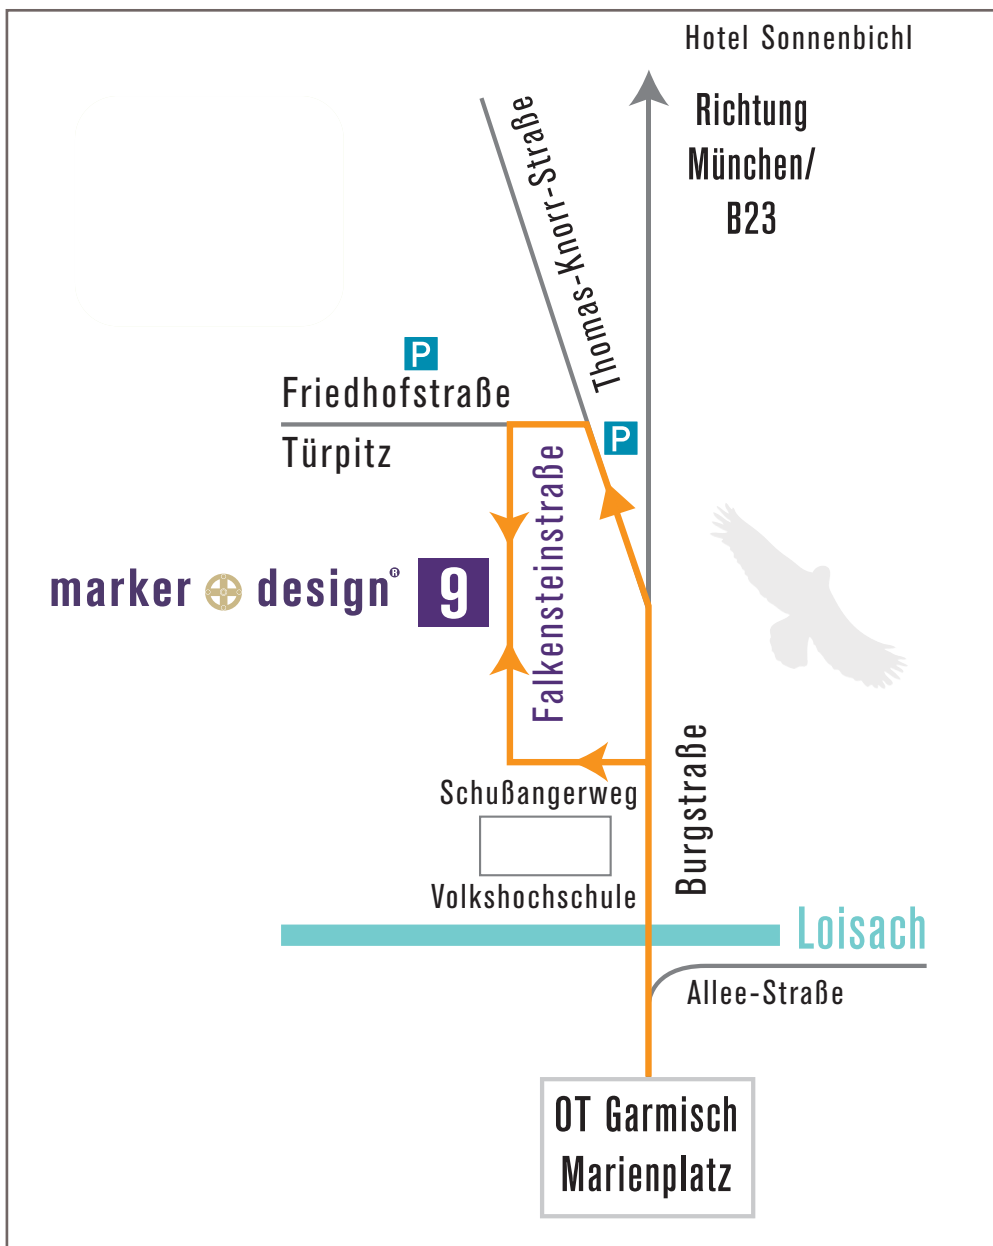 Hotel Sonnenbichl
Richtung
München/
B23
Thomas-Knorr-Straße
P
Friedhofstraße
Türpitz
P
Falkensteinstraße
marker design®
9
Burgstraße
Schußangerweg
Volkshochschule
Loisach
Allee-Straße
OT Garmisch
Marienplatz